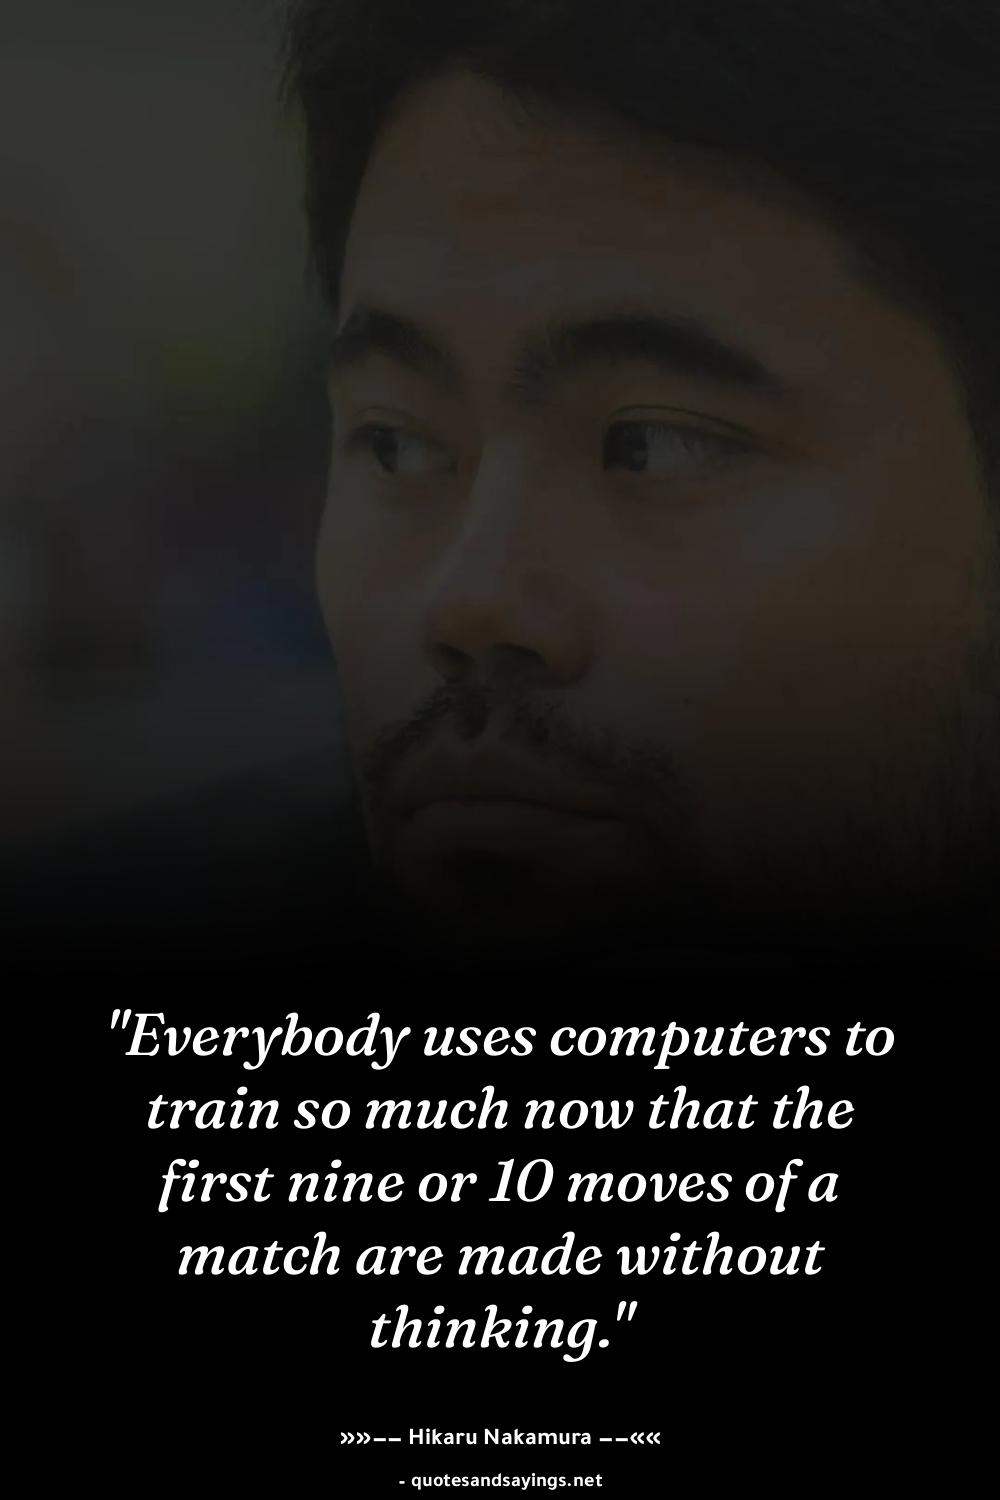 "Everybody uses computers to
train so much now that the
first nine or 10 moves of a
match are made without
thinking."
»»—— Hikaru Nakamura ——««
- quotesandsayings.net